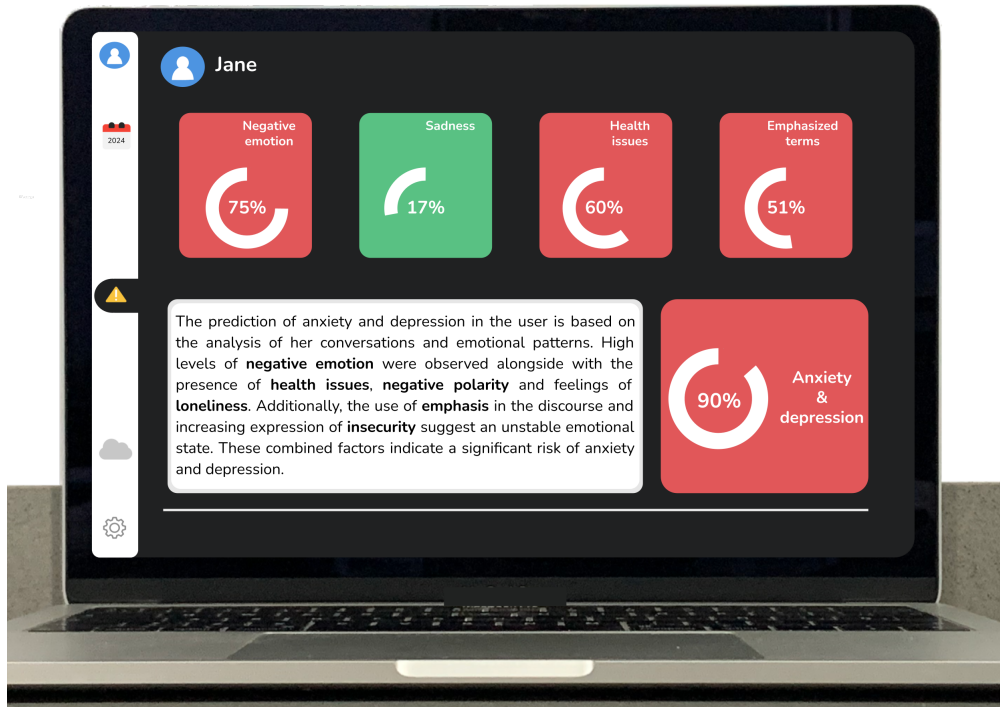 Jane
2024
Negative
emotion
75%
Sadness
17%
Health
issues
60%
Emphasized
terms
51%
The prediction of anxiety and depression in the user is based on
the analysis of her conversations and emotional patterns. High
levels of negative emotion were observed alongside with the
presence of health issues, negative polarity and feelings of
loneliness. Additionally, the use of emphasis in the discourse and
increasing expression of insecurity suggest an unstable emotional
state. These combined factors indicate a significant risk of anxiety
and depression.
90%
Anxiety
&
depression